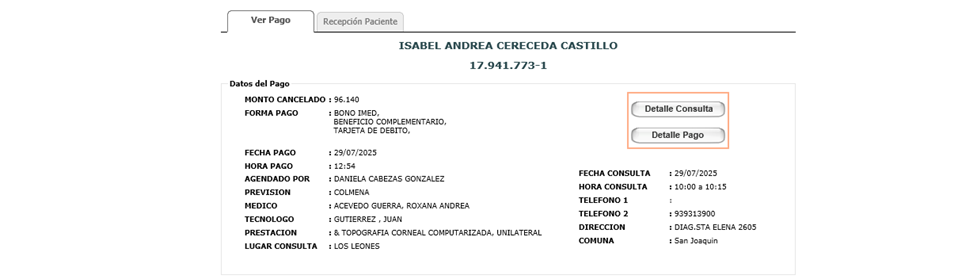 Ver Pago
Recepción Paciente
ISABEL ANDREA CERECEDA CASTILLO
17.941.773-1
Datos del Pago
MONTO CANCELADO : 96.140
FORMA PAGO : BONO IMED,
BENEFICIO COMPLEMENTARIO,
TARJETA DE DEBITO,
FECHA PAGO : 29/07/2025
HORA PAGO : 12:54
AGENDADO POR : DANIELA CABEZAS GONZALEZ
PREVISION : COLMENA
MEDICO : ACEVEDO GUERRA, ROXANA ANDREA
TECNOLOGO : GUTIERREZ , JUAN
PRESTACION : & TOPOGRAFIA CORNEAL COMPUTARIZADA, UNILATERAL
LUGAR CONSULTA : LOS LEONES
Detalle Consulta
Detalle Pago
FECHA CONSULTA : 29/07/2025
HORA CONSULTA : 10:00 a 10:15
TELEFONO 1 :
TELEFONO 2 : 939313900
DIRECCION : DIAG.STA ELENA 2605
COMUNA : San Joaquin